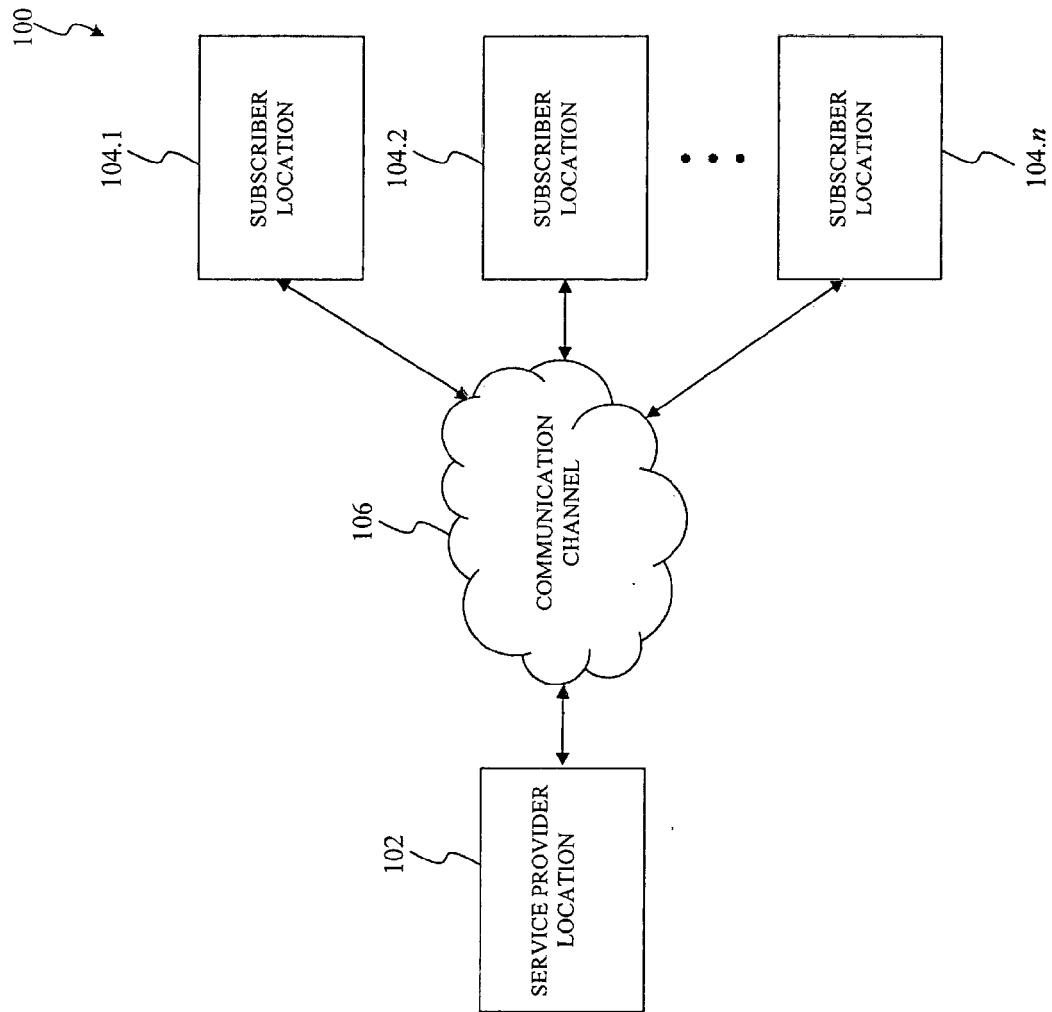 100
104.1
SUBSCRIBER
LOCATION
104.2
SUBSCRIBER
LOCATION
104.n
SUBSCRIBER
LOCATION
106
COMMUNICATION
CHANNEL
102
SERVICE PROVIDER
LOCATION